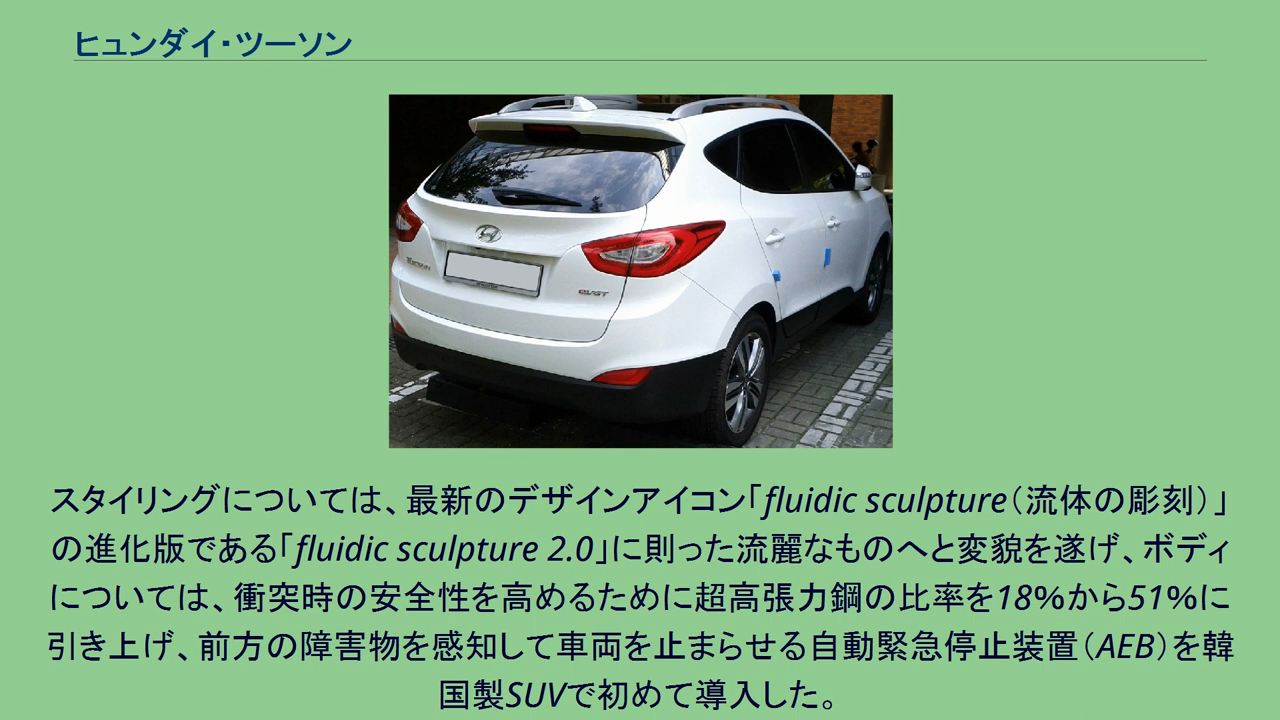 ヒュンダイ・ツーソン
スタイリングについては、最新のデザインアイコン「fluidic sculpture（流体の彫刻）」
の進化版である「fluidic sculpture 2.0」に則った流麗なものへと変貌を遂げ、ボディ
については、衝突時の安全性を高めるために超高張力鋼の比率を18%から51%に
引き上げ、前方の障害物を感知して車両を止まらせる自動緊急停止装置（AEB）を韓
国製SUVで初めて導入した。